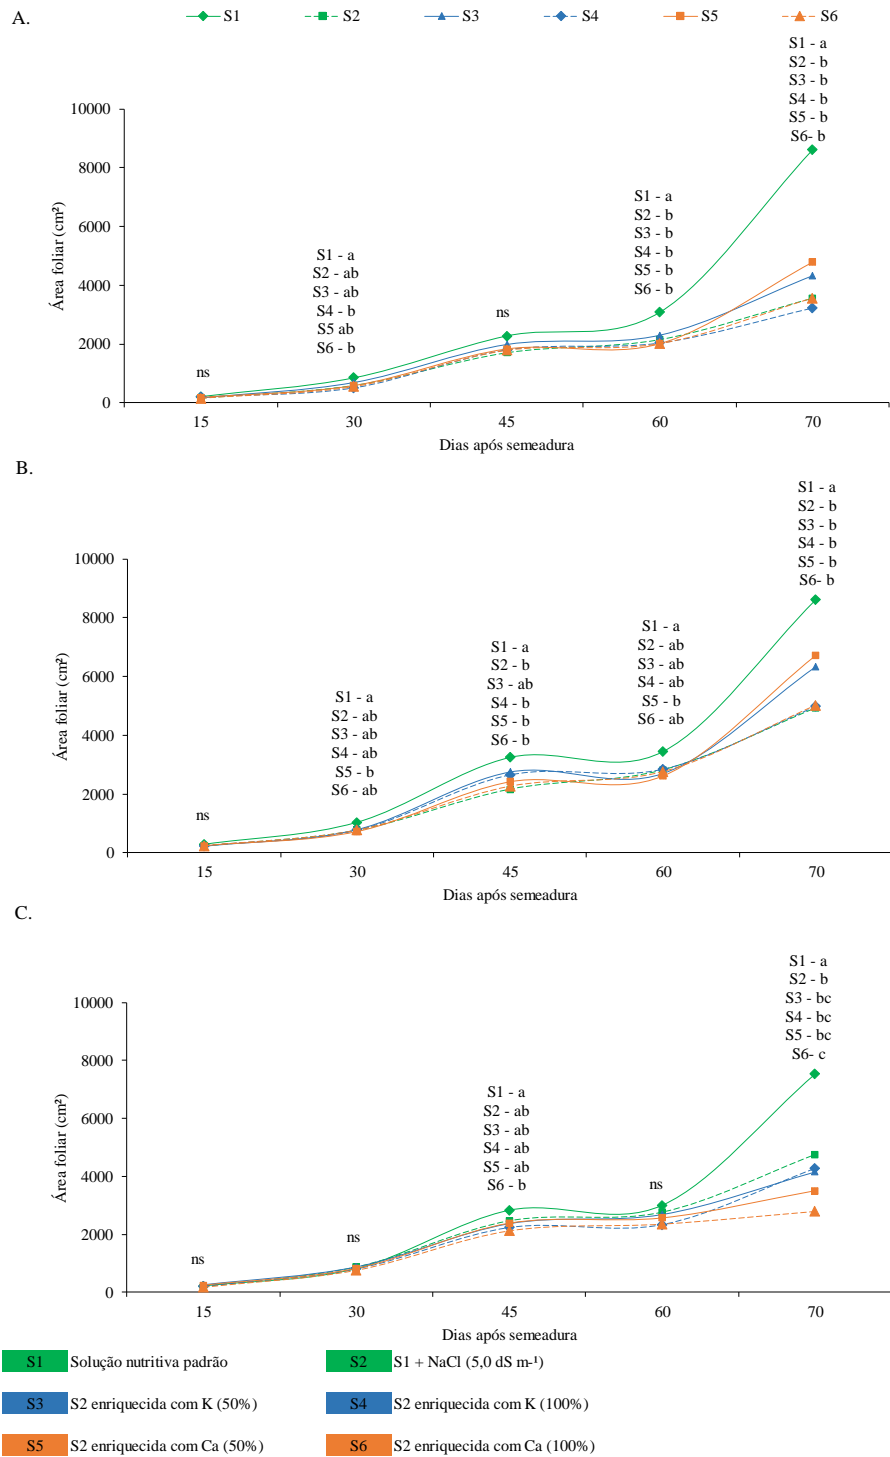 A.
S1 S2 S3 S4 S5 S6
S1 - a
S2 - b
S3 - b
S4 - b
S5 - b
S6- b
S1 - a
S2 - b
S3 - b
S4 - b
S5 - b
S6 - b
S1 - a
S2 - ab
S3 - ab
S4 - b
S5 ab
S6 - b
ns
ns
10000
8000
6000
4000
2000
0
Área foliar (cm²)
15 30 45 60 70
Dias após semeadura
B.
S1 - a
S2 - b
S3 - b
S4 - b
S5 - b
S6- b
S1 - a
S2 - ab
S3 - ab
S4 - ab
S5 - b
S6 - ab
S1 - a
S2 - b
S3 - ab
S4 - b
S5 - b
S6 - b
S1 - a
S2 - ab
S3 - ab
S4 - ab
S5 - b
S6 - ab
ns
10000
8000
6000
4000
2000
0
Área foliar (cm²)
15 30 45 60 70
Dias após semeadura
C.
S1 - a
S2 - b
S3 - bc
S4 - bc
S5 - bc
S6- c
S1 - a
S2 - ab
S3 - ab
S4 - ab
S5 - ab
S6 - b
ns
ns
ns
10000
8000
6000
4000
2000
0
Área foliar (cm²)
15 30 45 60 70
Dias após semeadura
S1 Solução nutritiva padrão S2 S1 + NaCl (5,0 dS m-¹)
S3 S2 enriquecida com K (50%) S4 S2 enriquecida com K (100%)
S5 S2 enriquecida com Ca (50%) S6 S2 enriquecida com Ca (100%)